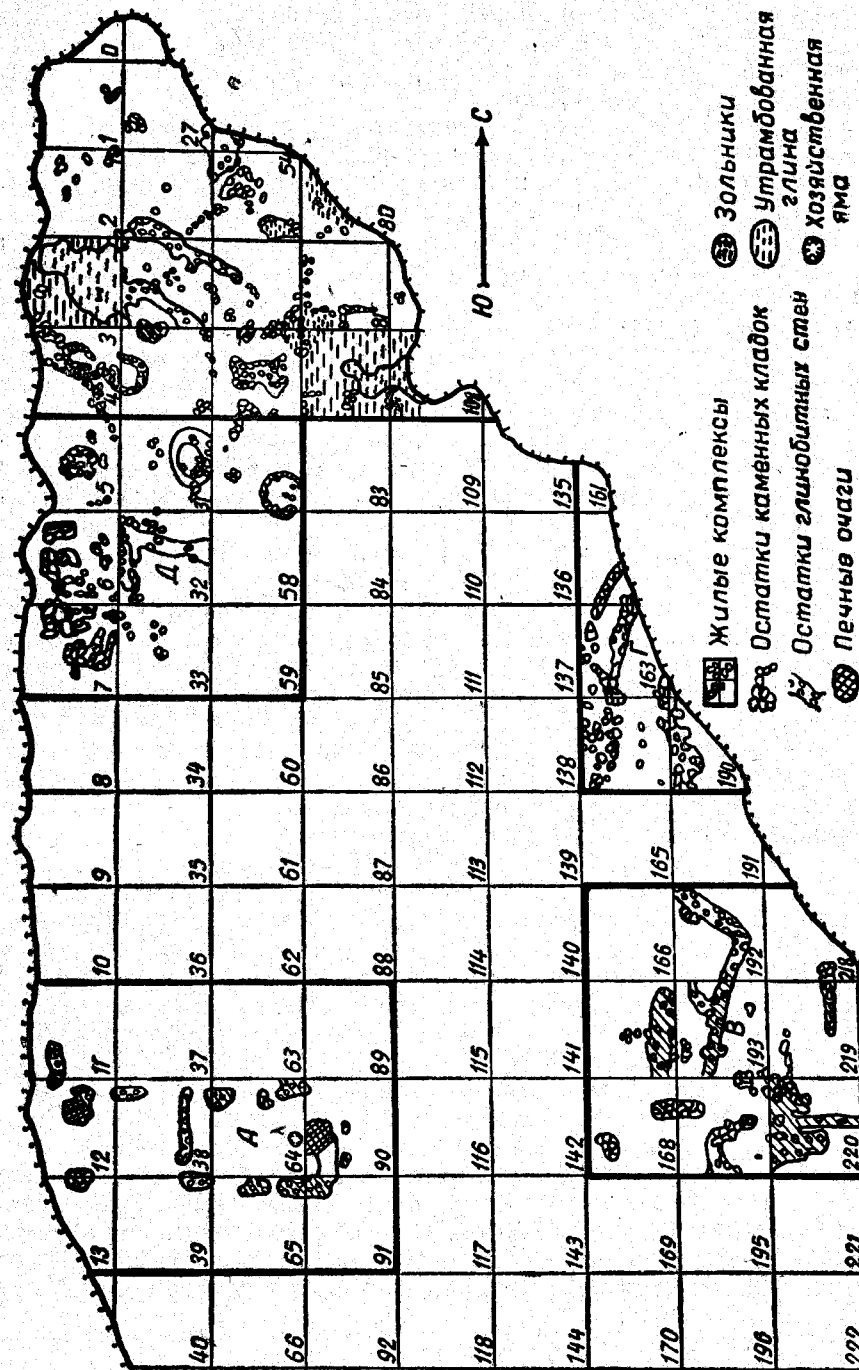 13 12 11 10 9 8 7 6 5 4 3 2 1 0
Д
40 39 38 37 36 35 34 33 32 31 27
А
66 65 64 63 62 61 60 59 58 54
92 91 90 89 88 87 86 85 84 83 81 80
118 117 116 115 114 113 112 111 110 109
Ю С
144 143 142 141 140 139 138 137 136 135
161
Г
170 169 168 166 165 163
В
196 195 193 192 191 190
220 219 218
Жилые комплексы
Остатки каменных кладок
Остатки глинобитных стен
Печные очаги
Зольники
Утрамбованная
глина
Хозяйственная
яма